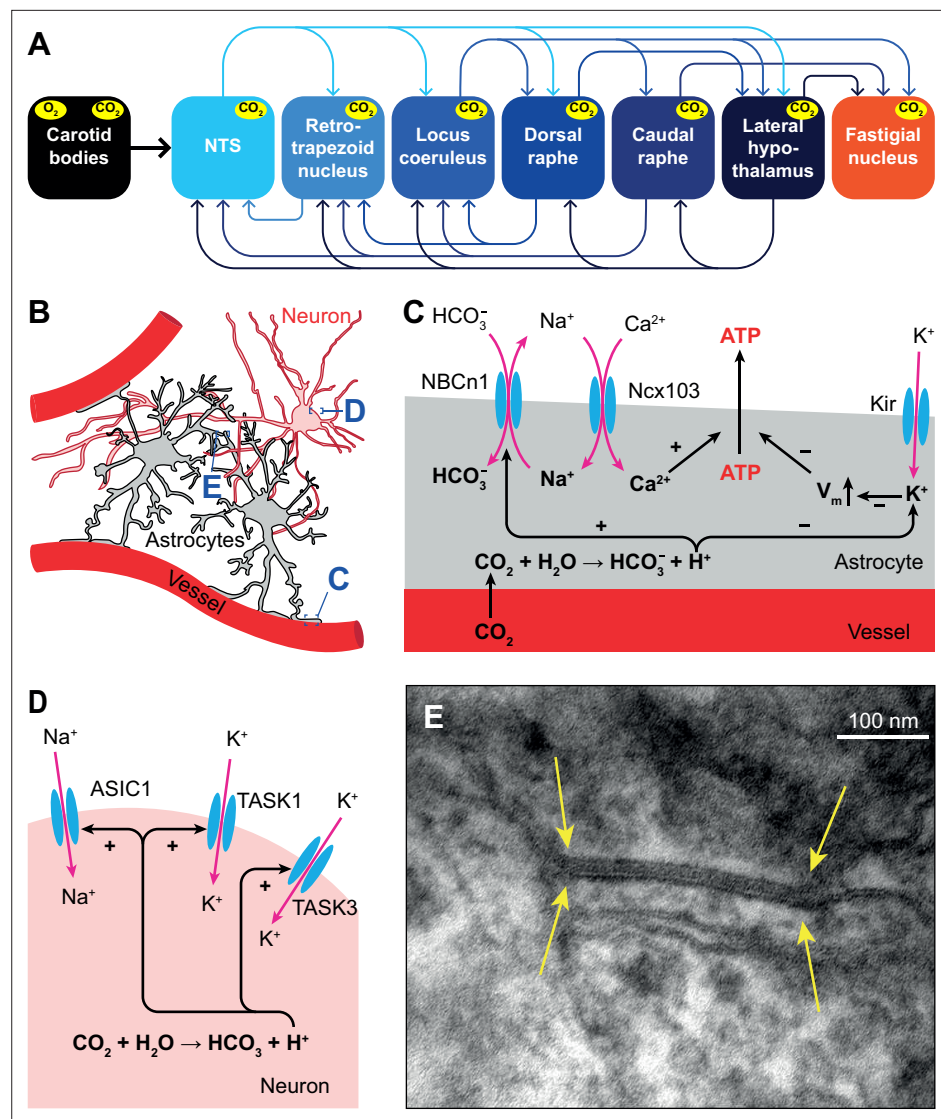 A
O₂
CO₂
Carotid
bodies
CO₂
NTS
CO₂
Retro-
trapezoid
nucleus
CO₂
Locus
coeruleus
CO₂
Dorsal
raphe
CO₂
Caudal
raphe
CO₂
Lateral
hypo-
thalamus
CO₂
Fastigial
nucleus
B
Neuron
D
E
Astrocytes
Vessel
C
C
HCO₃⁻
Na⁺
Ca²⁺
ATP
K⁺
NBCn1
Ncx103
Kir
HCO₃⁻
Na⁺
Ca²⁺
+
ATP
–
Vₘ
–
K⁺
+
–
CO₂ + H₂O → HCO₃⁻ + H⁺
Astrocyte
CO₂
Vessel
D
Na⁺
K⁺
ASIC1
TASK1
K⁺
+
+
+
Na⁺
K⁺
TASK3
K⁺
CO₂ + H₂O → HCO₃ + H⁺
Neuron
E
100 nm